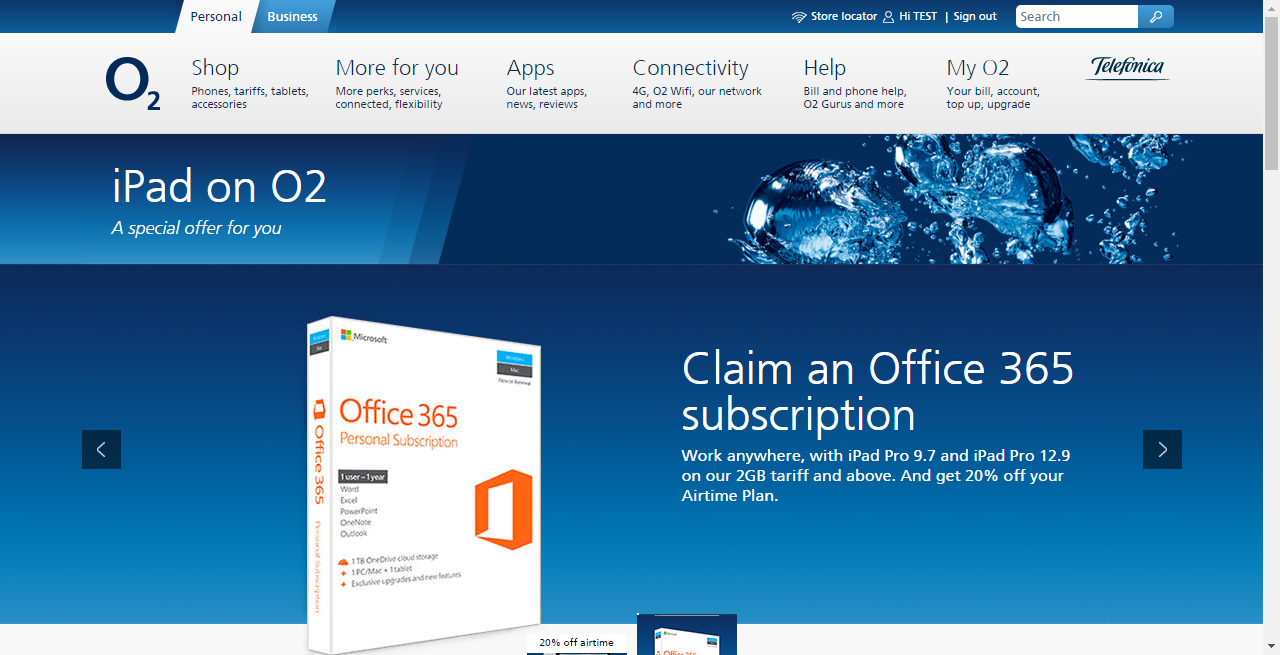 Personal
Business
Store locator
Hi TEST | Sign out
Search
O2
Shop
Phones, tariffs, tablets,
accessories
More for you
More perks, services,
connected, flexibility
Apps
Our latest apps,
news, reviews
Connectivity
4G, O2 Wifi, our network
and more
Help
Bill and phone help,
O2 Gurus and more
My O2
Your bill, account,
top up, upgrade
Telefónica
iPad on O2
A special offer for you
Microsoft
Windows
Mac
New or Renewal
Office 365
Personal Subscription
1 user – 1 year
Word
Excel
PowerPoint
OneNote
Outlook
1 TB OneDrive cloud storage
1 PC/Mac + 1 tablet
Exclusive upgrades and new features
Windows
Mac
Office 365
Personal Subscription
Claim an Office 365
subscription
Work anywhere, with iPad Pro 9.7 and iPad Pro 12.9
on our 2GB tariff and above. And get 20% off your
Airtime Plan.
20% off airtime
Microsoft
Office 365